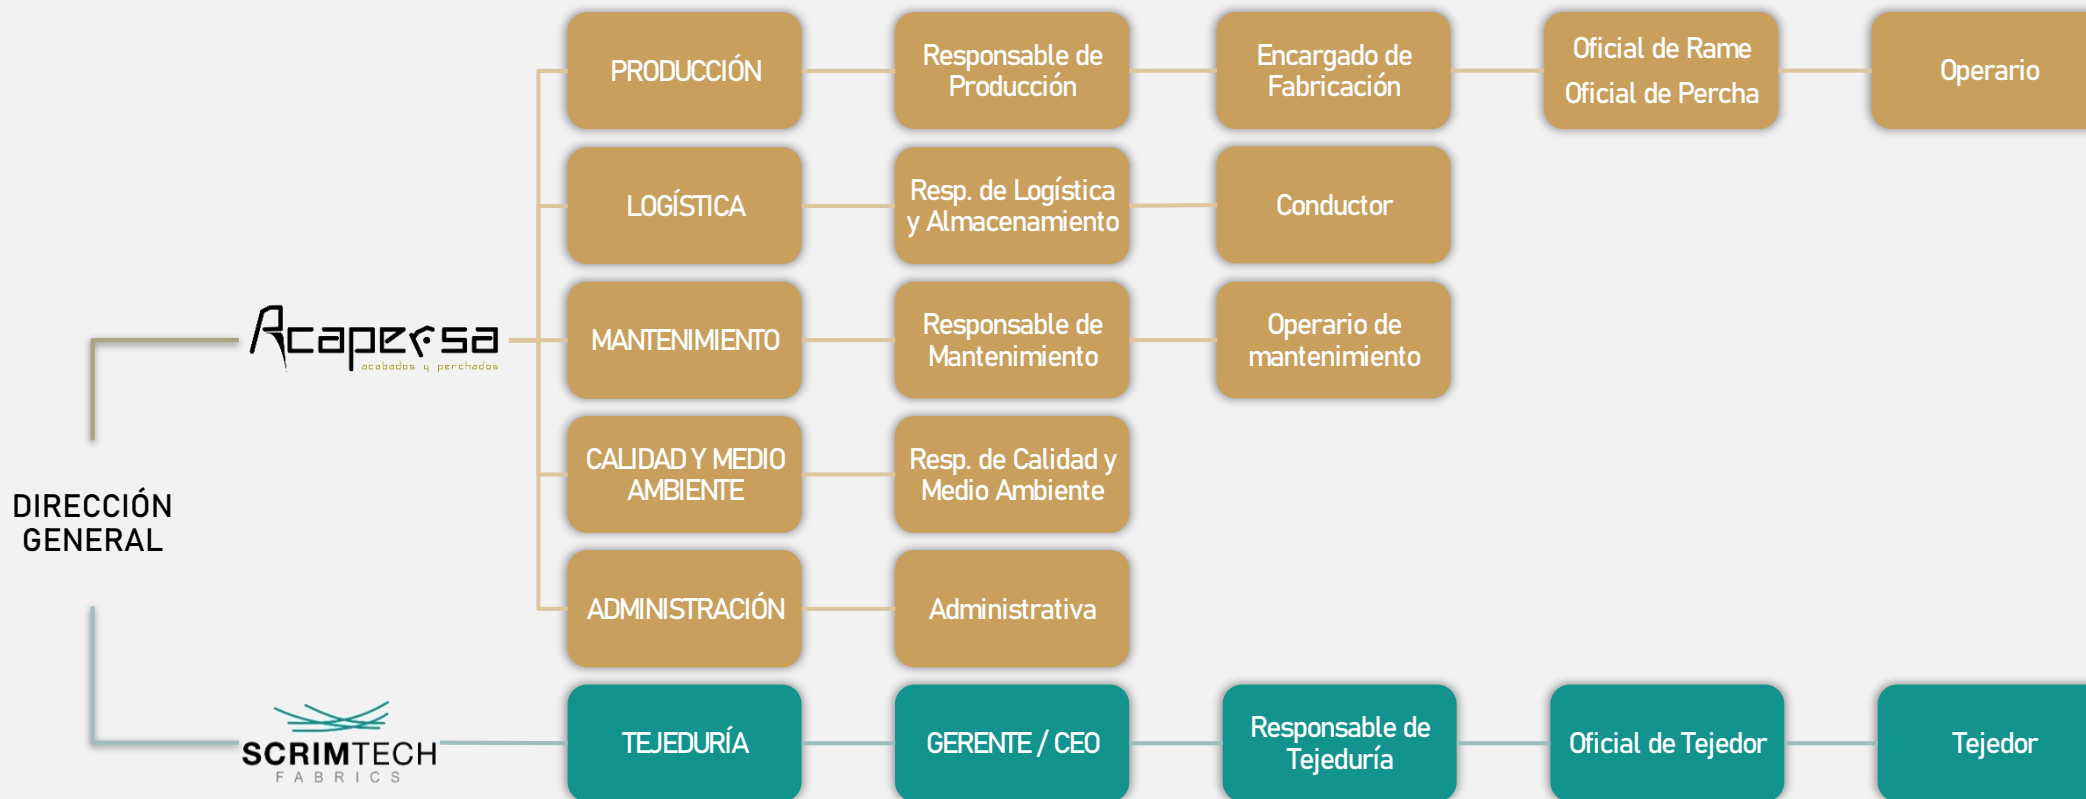 PRODUCCIÓN
Responsable de
Producción
Encargado de
Fabricación
Oficial de Rame
Oficial de Percha
Operario
LOGÍSTICA
Resp. de Logística
y Almacenamiento
Conductor
Acapersa
acabados y perchados
MANTENIMIENTO
Responsable de
Mantenimiento
Operario de
mantenimiento
CALIDAD Y MEDIO
AMBIENTE
Resp. de Calidad y
Medio Ambiente
DIRECCIÓN
GENERAL
ADMINISTRACIÓN
Administrativa
SCRIMTECH
FABRICS
TEJEDURÍA
GERENTE / CEO
Responsable de
Tejeduría
Oficial de Tejedor
Tejedor